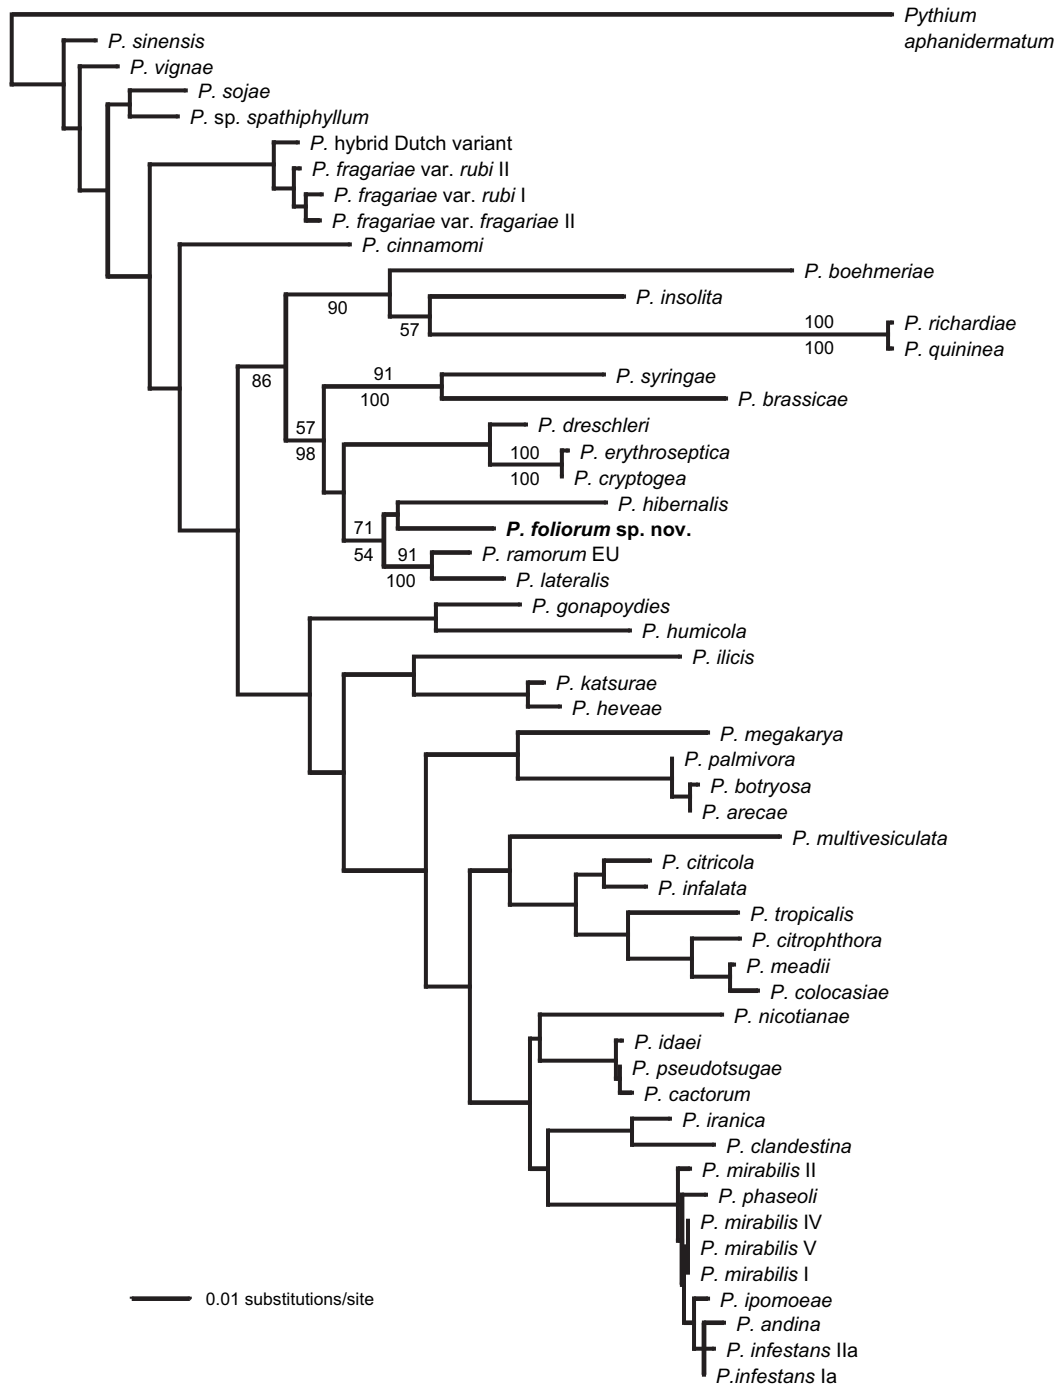 Pythium
aphanidermatum
P. sinensis
P. vignae
P. sojae
P. sp. spathiphyllum
P. hybrid Dutch variant
P. fragariae var. rubi II
P. fragariae var. rubi I
P. fragariae var. fragariae II
P. cinnamomi
P. boehmeriae
90
P. insolita
57
100
P. richardiae
100
P. quininea
86
91
P. syringae
100
P. brassicae
57
98
P. dreschleri
100
P. erythroseptica
100
P. cryptogea
P. hibernalis
71
P. foliorum sp. nov.
54
91
P. ramorum EU
100
P. lateralis
P. gonapoydies
P. humicola
P. ilicis
P. katsurae
P. heveae
P. megakarya
P. palmivora
P. botryosa
P. arecae
P. multivesiculata
P. citricola
P. infalata
P. tropicalis
P. citrophthora
P. meadii
P. colocasiae
P. nicotianae
P. idaei
P. pseudotsugae
P. cactorum
P. iranica
P. clandestina
P. mirabilis II
P. phaseoli
P. mirabilis IV
P. mirabilis V
P. mirabilis I
0.01 substitutions/site
P. ipomoeae
P. andina
P. infestans IIa
P.infestans Ia